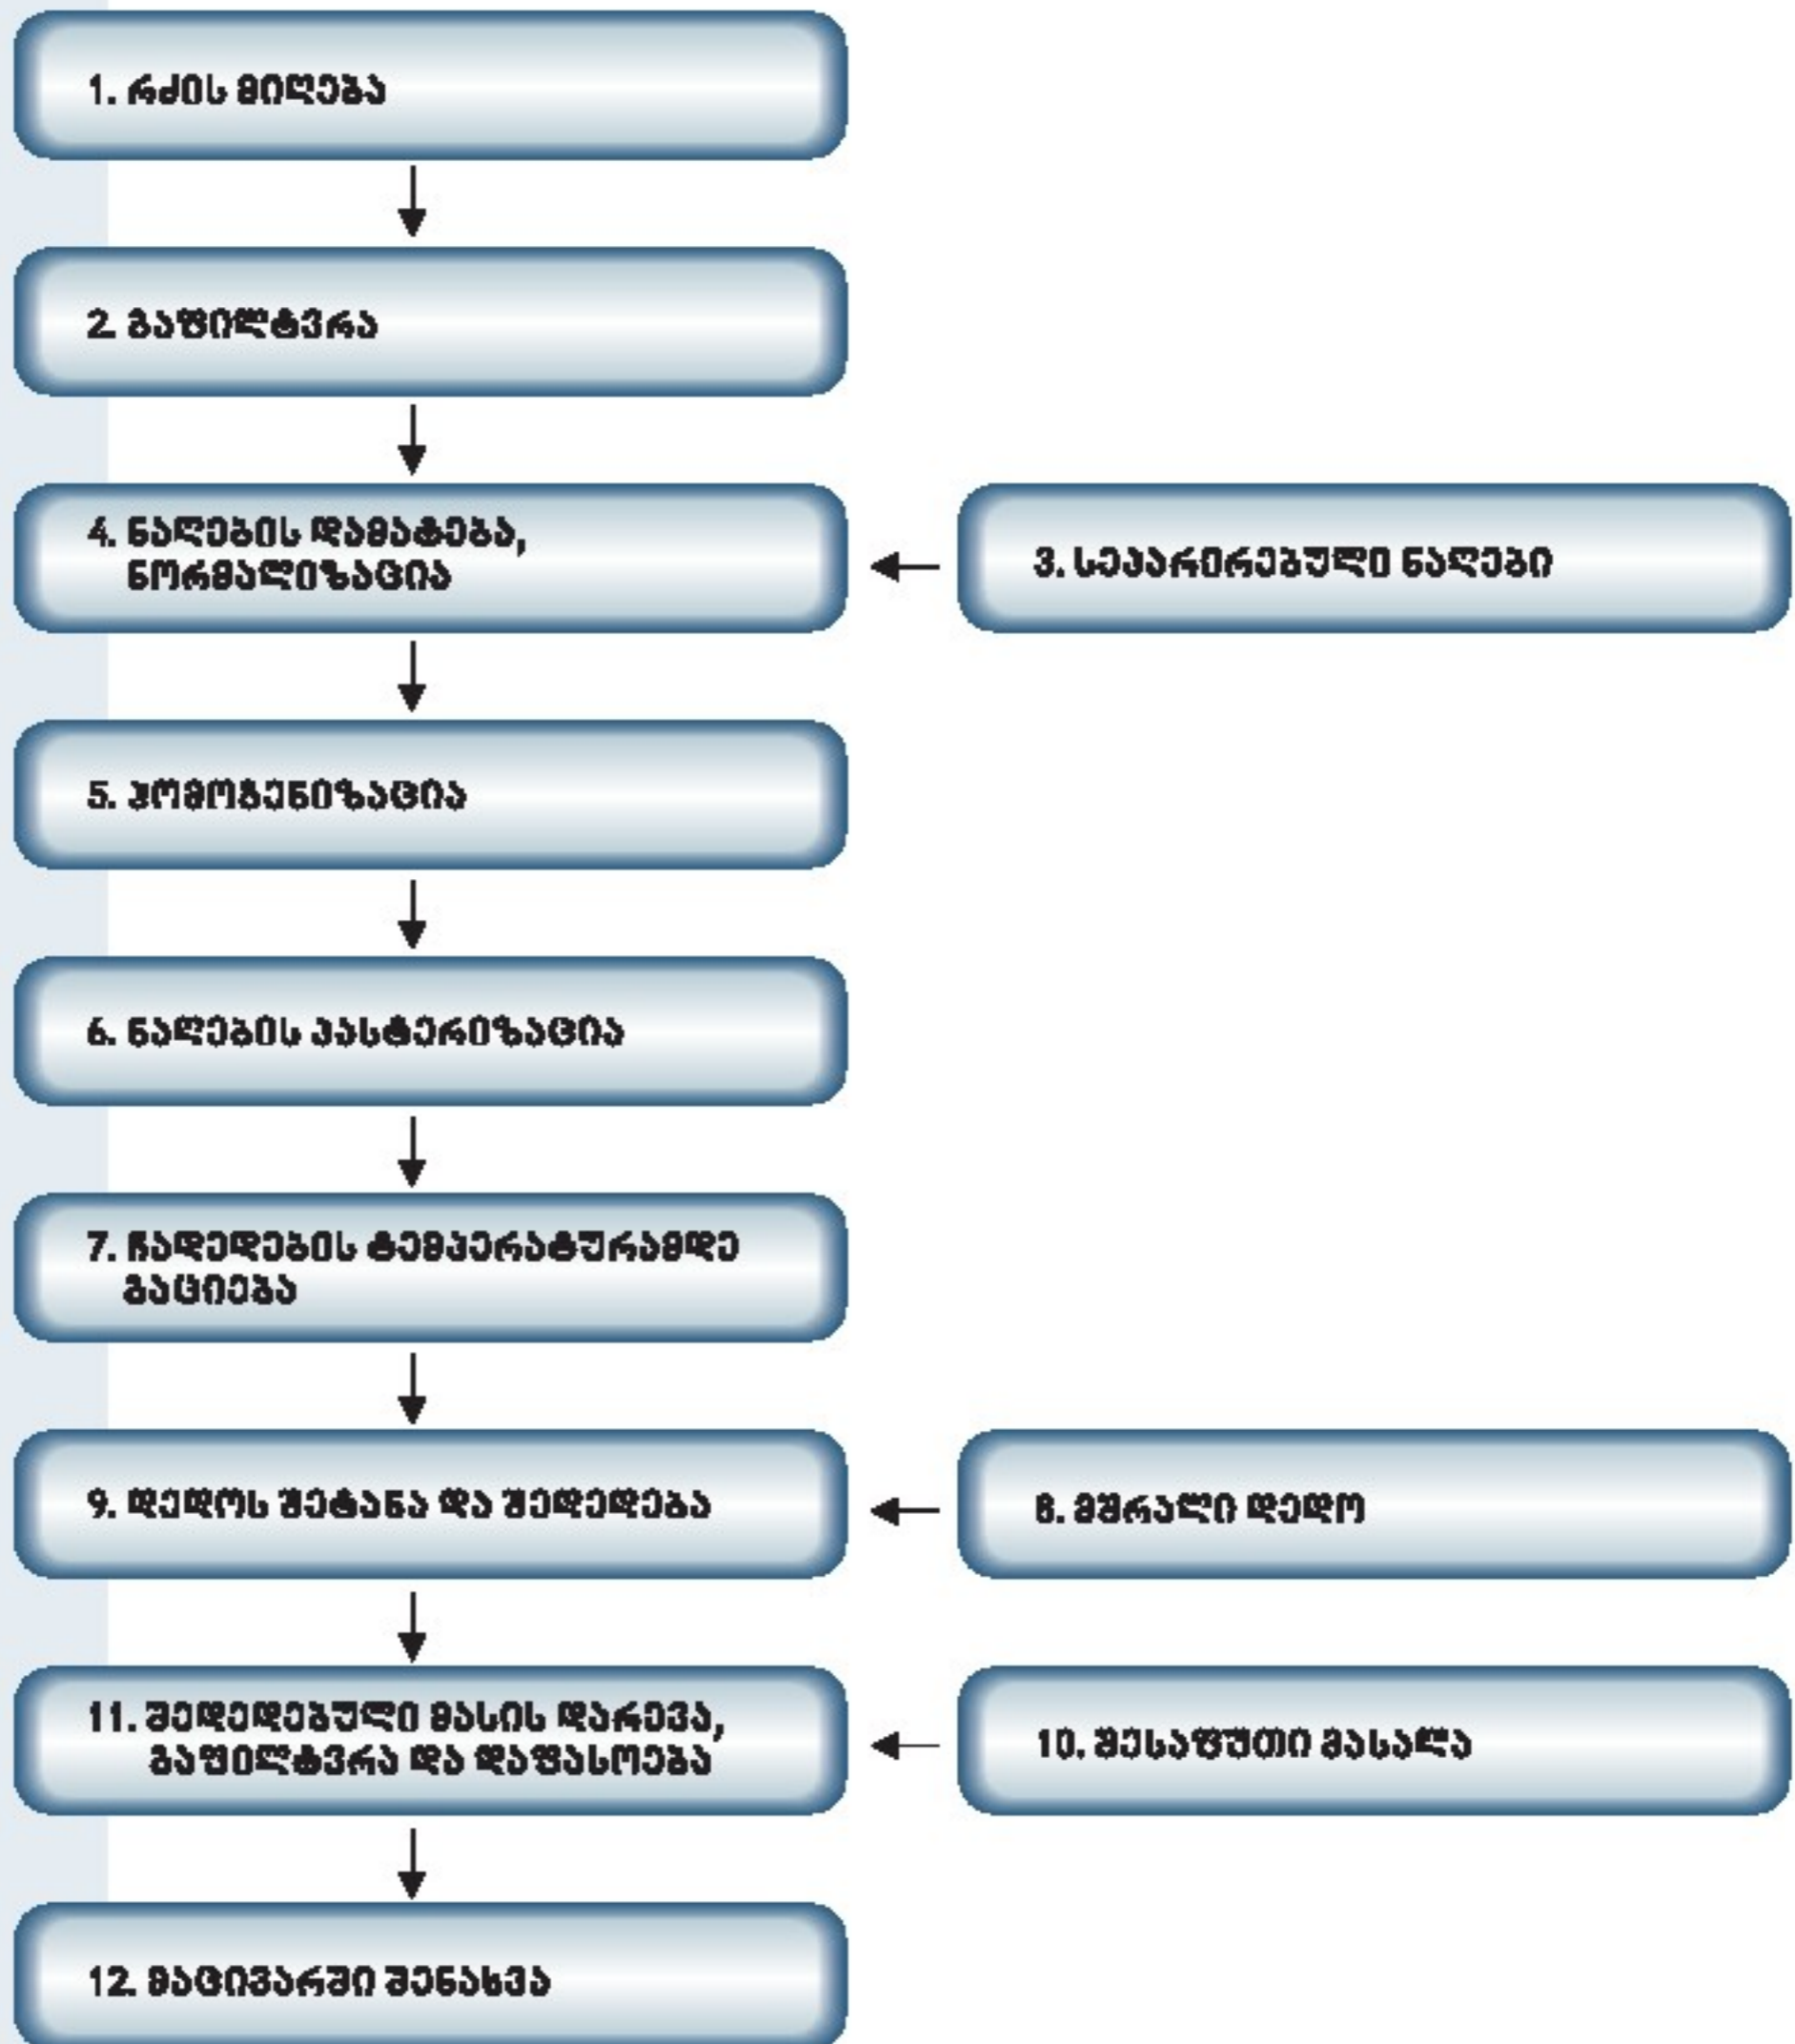 1. რძის მიღება
2. გაფილტვრა
4. ნაღების დამატება,
ნორმალიზაცია
3. სეპარირებული ნაღები
5. ჰომოგენიზაცია
6. ნაღების პასტერიზაცია
7. ჩადედების ტემპერატურამდე
გაციება
9. დედოს შეტანა და შედედება
8. მშრალი დედო
11. შედედებული მასის დარევა,
გაფილტვრა და დაფასოება
10. შესაფუთი მასალა
12. მაცივარში შენახვა